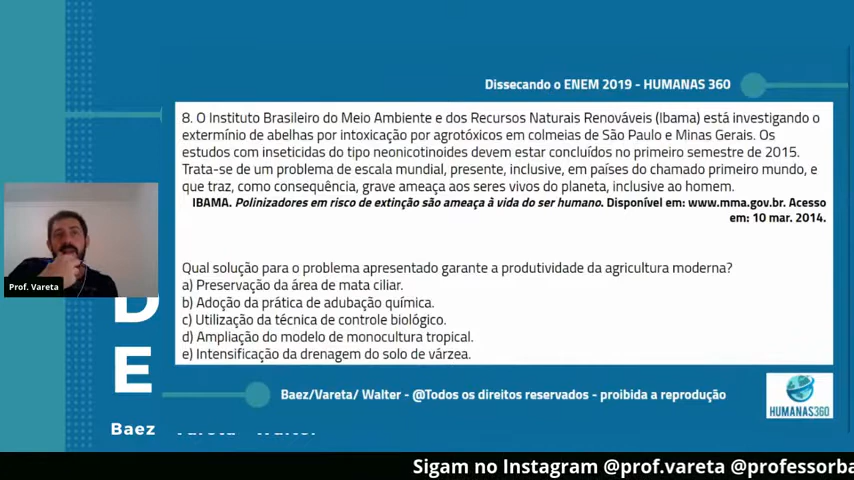 Dissecando o ENEM 2019 - HUMANAS 360
8. O Instituto Brasileiro do Meio Ambiente e dos Recursos Naturais Renováveis (Ibama) está investigando o
extermínio de abelhas por intoxicação por agrotóxicos em colmeias de São Paulo e Minas Gerais. Os
estudos com inseticidas do tipo neonicotinoides devem estar concluídos no primeiro semestre de 2015.
Trata-se de um problema de escala mundial, presente, inclusive, em países do chamado primeiro mundo, e
que traz, como consequência, grave ameaça aos seres vivos do planeta, inclusive ao homem.
IBAMA. Polinizadores em risco de extinção são ameaça à vida do ser humano. Disponível em: www.mma.gov.br. Acesso
em: 10 mar. 2014.
Qual solução para o problema apresentado garante a produtividade da agricultura moderna?
a) Preservação da área de mata ciliar.
b) Adoção da prática de adubação química.
c) Utilização da técnica de controle biológico.
d) Ampliação do modelo de monocultura tropical.
e) Intensificação da drenagem do solo de várzea.
Prof. Vareta
D
E
Baez
Baez/Vareta/ Walter - @Todos os direitos reservados - proibida a reprodução
HUMANAS360
Sigam no Instagram @prof.vareta @professorba